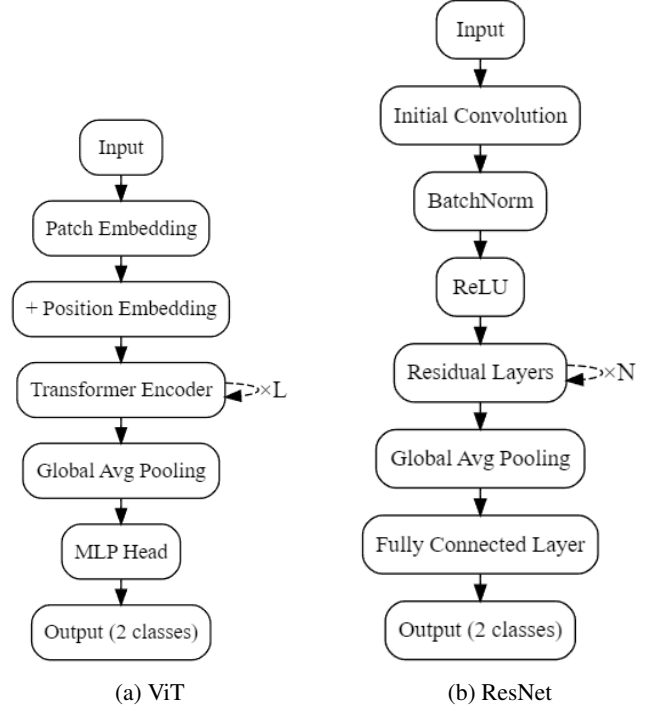 Input
Patch Embedding
+ Position Embedding
Transformer Encoder
×L
Global Avg Pooling
MLP Head
Output (2 classes)
(a) ViT
Input
Initial Convolution
BatchNorm
ReLU
Residual Layers
×N
Global Avg Pooling
Fully Connected Layer
Output (2 classes)
(b) ResNet